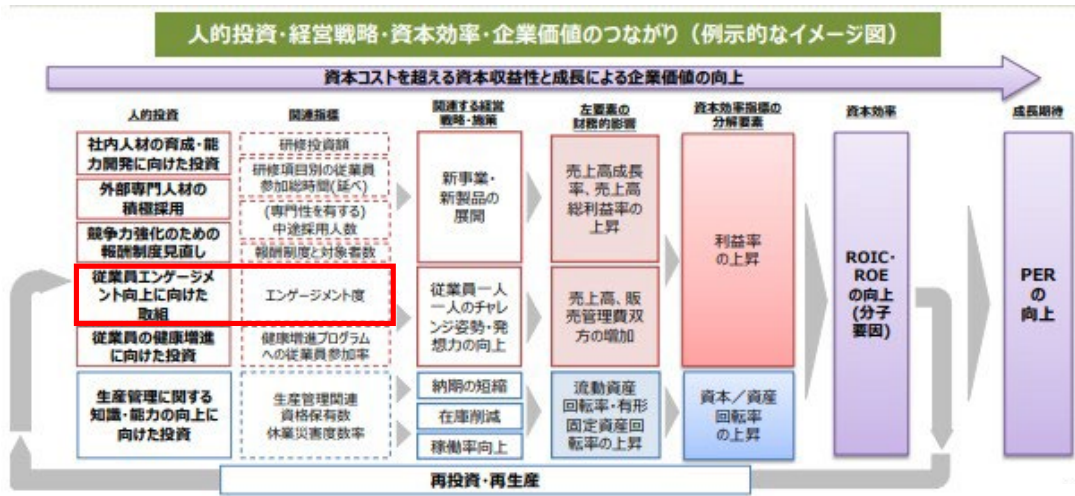 人的投資・経営戦略・資本効率・企業価値のつながり（例示的なイメージ図）
資本コストを超える資本収益性と成長による企業価値の向上
人的投資
関連指標
関連する経営
戦略・施策
左要素の
財務的影響
資本効率指標の
分解要素
資本効率
成長期待
社内人材の育成・能
力開発に向けた投資
外部専門人材の
積極採用
競争力強化のための
報酬制度見直し
従業員エンゲージメ
ント向上に向けた
取組
従業員の健康増進
に向けた投資
生産管理に関する
知識・能力の向上に
向けた投資
研修投資額
研修項目別の従業員
参加総時間(延べ)
(専門性を有する)
中途採用人数
報酬制度と対象者数
エンゲージメント度
健康増進プログラム
への従業員参加率
生産管理関連
資格保有数
休業災害度数率
新事業・
新製品の
展開
従業員一人
一人のチャレ
ンジ姿勢・発
想力の向上
納期の短縮
在庫削減
稼働率向上
売上高成長
率、売上高
総利益率の
上昇
売上高、販
売管理費双
方の増加
流動資産
回転率・有形
固定資産回
転率の上昇
利益率
の上昇
資本／資産
回転率
の上昇
ROIC・
ROE
の向上
(分子
要因)
PER
の
向上
再投資・再生産